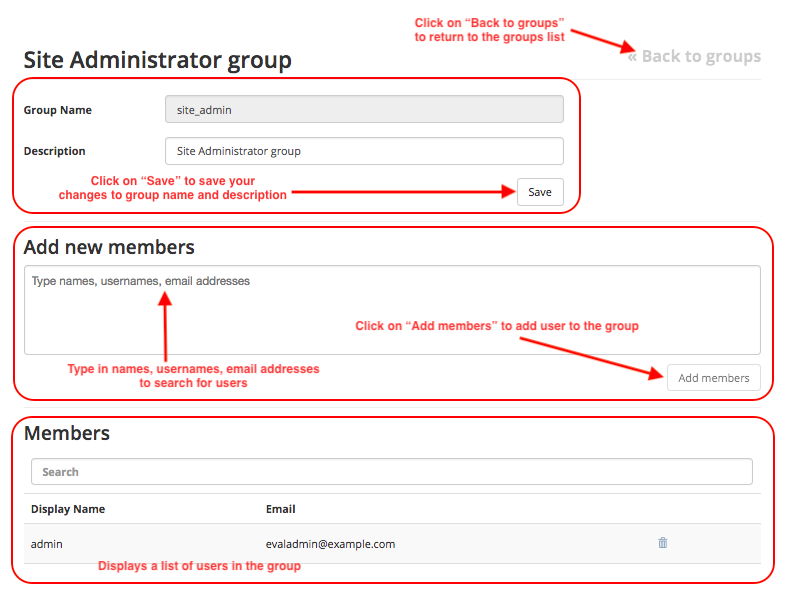 Click on “Back to groups”
to return to the groups list
Site Administrator group
« Back to groups
Group Name
site_admin
Description
Site Administrator group
Click on “Save” to save your
changes to group name and description
Save
Add new members
Type names, usernames, email addresses
Click on “Add members” to add user to the group
Type in names, usernames, email addresses
to search for users
Add members
Members
Search
Display Name Email
admin evaladmin@example.com
Displays a list of users in the group